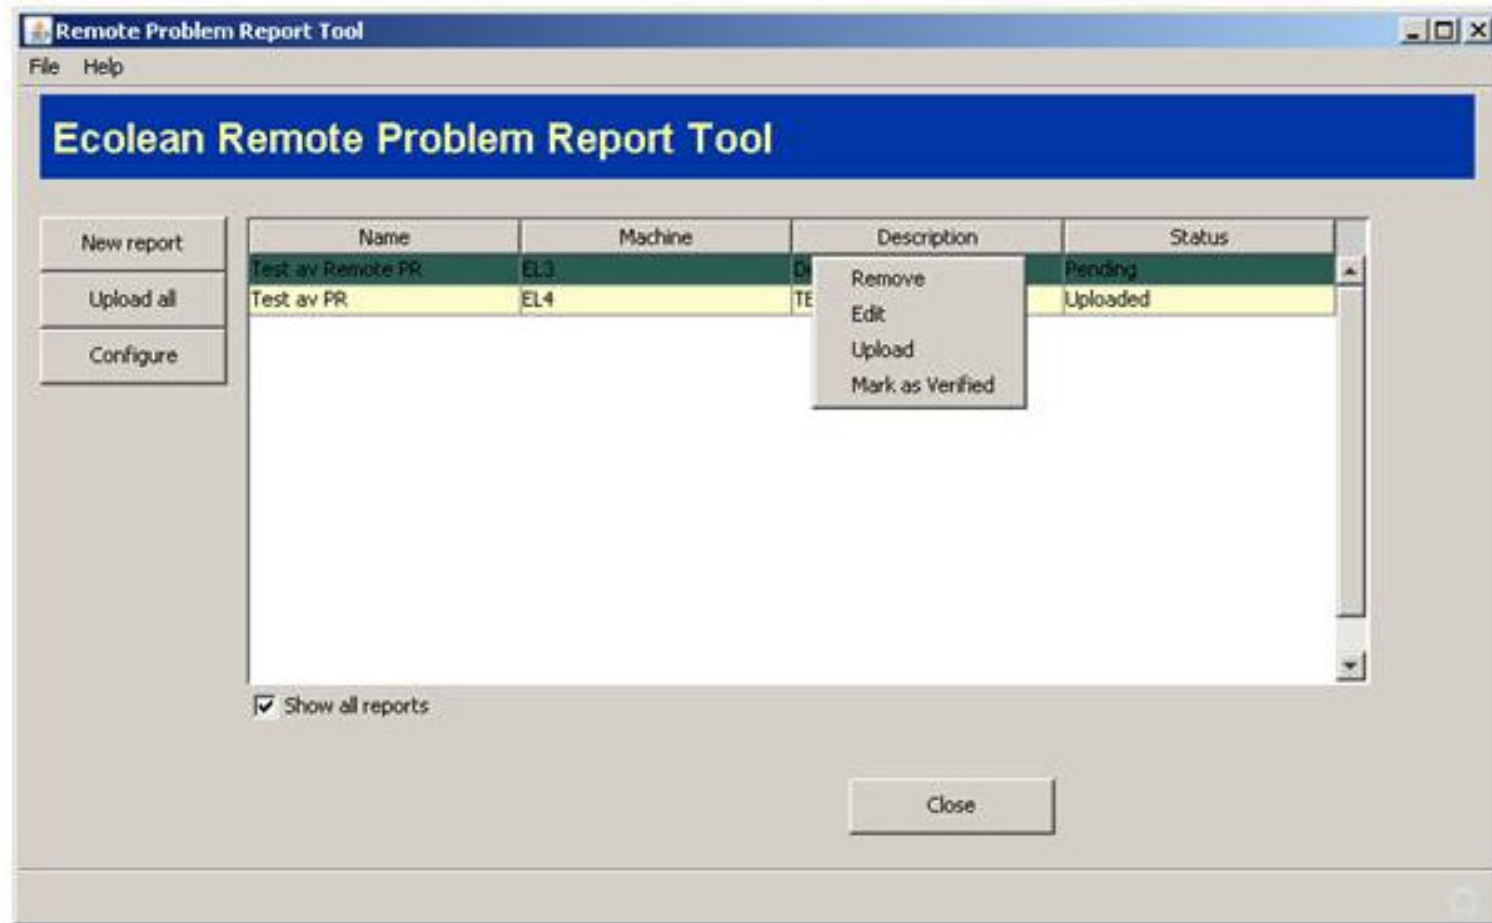 Remote Problem Report Tool
File Help
Ecolean Remote Problem Report Tool
New report
Upload all
Configure
Name Machine Description Status
Test av Remote PR EL3 Pending
Test av PR EL4 Uploaded
Remove
Edit
Upload
Mark as Verified
Show all reports
Close